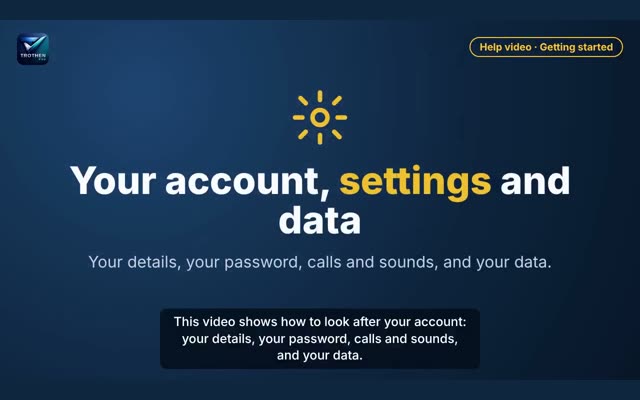 TROTHEN
Help video · Getting started
Your account, settings and
data
Your details, your password, calls and sounds, and your data.
This video shows how to look after your account:
your details, your password, calls and sounds,
and your data.